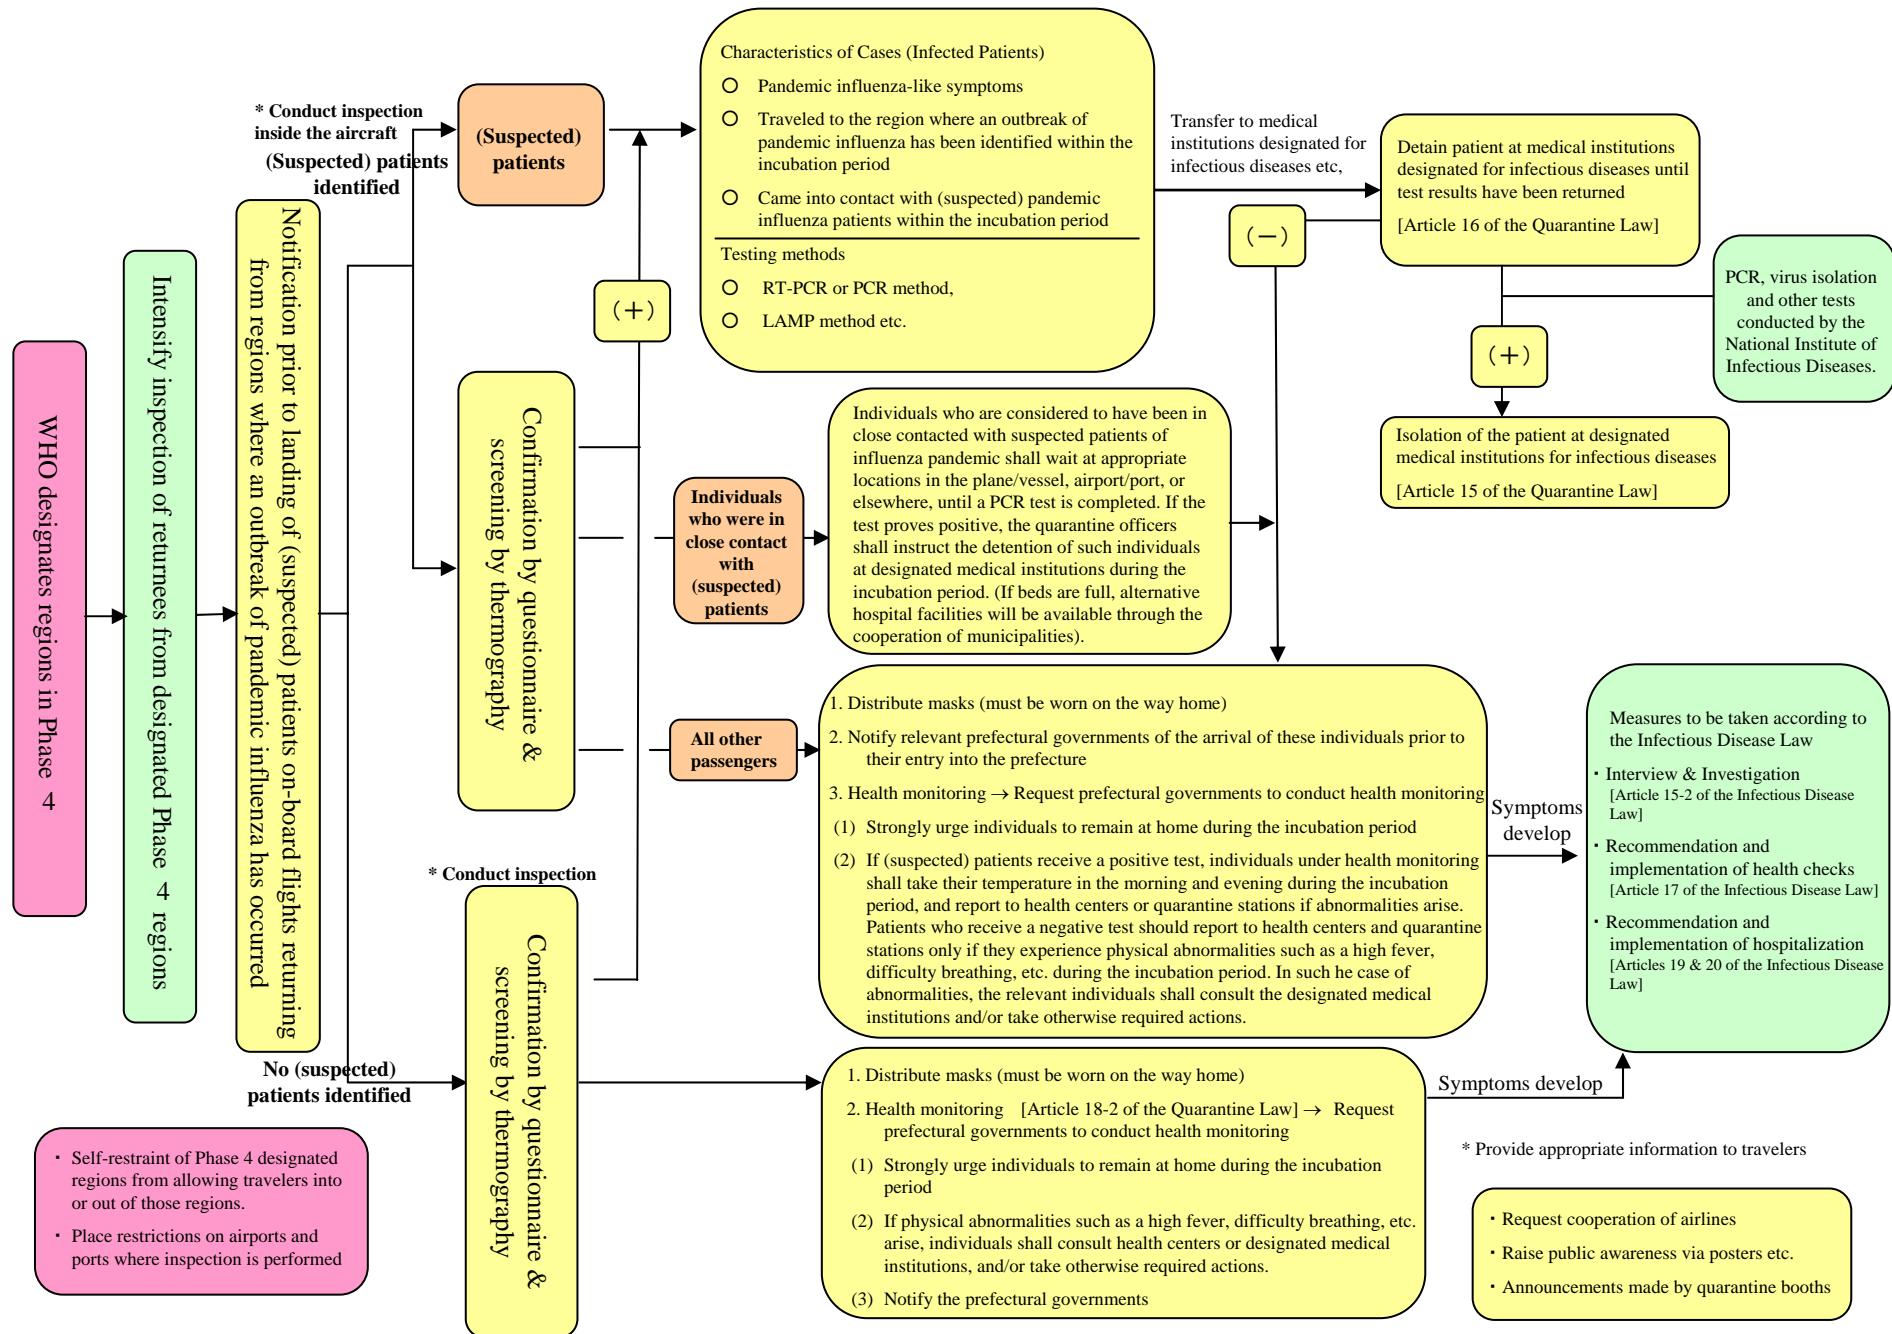 WHO designates regions in Phase 4
Intensify inspection of returnees from designated Phase 4 regions
Notification prior to landing of (suspected) patients on-board flights returning
from regions where an outbreak of pandemic influenza has occurred
* Conduct inspection
inside the aircraft
(Suspected) patients
identified
(Suspected)
patients
(+)
Confirmation by questionnaire &
screening by thermography
Characteristics of Cases (Infected Patients)
○ Pandemic influenza-like symptoms
○ Traveled to the region where an outbreak of
pandemic influenza has been identified within the
incubation period
○ Came into contact with (suspected) pandemic
influenza patients within the incubation period
Testing methods
○ RT-PCR or PCR method,
○ LAMP method etc.
Transfer to medical
institutions designated for
infectious diseases etc,
Detain patient at medical institutions
designated for infectious diseases until
test results have been returned
[Article 16 of the Quarantine Law]
(−)
(+)
PCR, virus isolation
and other tests
conducted by the
National Institute of
Infectious Diseases.
Isolation of the patient at designated
medical institutions for infectious diseases
[Article 15 of the Quarantine Law]
Individuals
who were in
close contact
with
(suspected)
patients
Individuals who are considered to have been in
close contacted with suspected patients of
influenza pandemic shall wait at appropriate
locations in the plane/vessel, airport/port, or
elsewhere, until a PCR test is completed. If the
test proves positive, the quarantine officers
shall instruct the detention of such individuals
at designated medical institutions during the
incubation period. (If beds are full, alternative
hospital facilities will be available through the
cooperation of municipalities).
All other
passengers
1. Distribute masks (must be worn on the way home)
2. Notify relevant prefectural governments of the arrival of these individuals prior to
their entry into the prefecture
3. Health monitoring → Request prefectural governments to conduct health monitoring
(1) Strongly urge individuals to remain at home during the incubation period
(2) If (suspected) patients receive a positive test, individuals under health monitoring
shall take their temperature in the morning and evening during the incubation
period, and report to health centers or quarantine stations if abnormalities arise.
Patients who receive a negative test should report to health centers and quarantine
stations only if they experience physical abnormalities such as a high fever,
difficulty breathing, etc. during the incubation period. In such he case of
abnormalities, the relevant individuals shall consult the designated medical
institutions and/or take otherwise required actions.
Symptoms
develop
Measures to be taken according to
the Infectious Disease Law
・Interview & Investigation
[Article 15-2 of the Infectious Disease
Law]
・Recommendation and
implementation of health checks
[Article 17 of the Infectious Disease Law]
・Recommendation and
implementation of hospitalization
[Articles 19 & 20 of the Infectious Disease
Law]
* Conduct inspection
Confirmation by questionnaire &
screening by thermography
No (suspected)
patients identified
1. Distribute masks (must be worn on the way home)
2. Health monitoring [Article 18-2 of the Quarantine Law] → Request
prefectural governments to conduct health monitoring
(1) Strongly urge individuals to remain at home during the incubation
period
(2) If physical abnormalities such as a high fever, difficulty breathing, etc.
arise, individuals shall consult health centers or designated medical
institutions, and/or take otherwise required actions.
(3) Notify the prefectural governments
Symptoms develop
・Self-restraint of Phase 4 designated
regions from allowing travelers into
or out of those regions.
・Place restrictions on airports and
ports where inspection is performed
* Provide appropriate information to travelers
・Request cooperation of airlines
・Raise public awareness via posters etc.
・Announcements made by quarantine booths